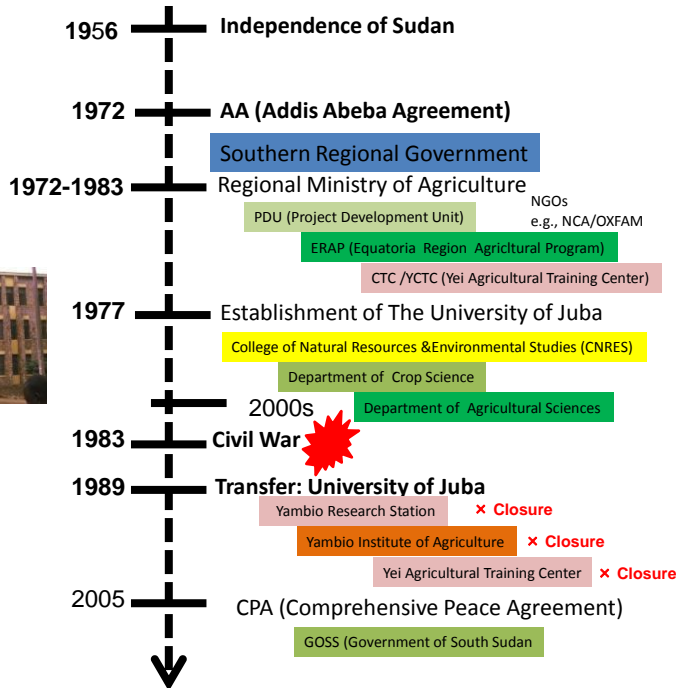 1956 Independence of Sudan
1972 AA (Addis Abeba Agreement)
Southern Regional Government
1972-1983 Regional Ministry of Agriculture
NGOs
e.g., NCA/OXFAM
PDU (Project Development Unit)
ERAP (Equatoria Region Agricltural Program)
CTC /YCTC (Yei Agricultural Training Center)
1977 Establishment of The University of Juba
College of Natural Resources &Environmental Studies (CNRES)
Department of Crop Science
2000s Department of Agricultural Sciences
1983 Civil War
1989 Transfer: University of Juba
Yambio Research Station × Closure
Yambio Institute of Agriculture × Closure
Yei Agricultural Training Center × Closure
2005 CPA (Comprehensive Peace Agreement)
GOSS (Government of South Sudan